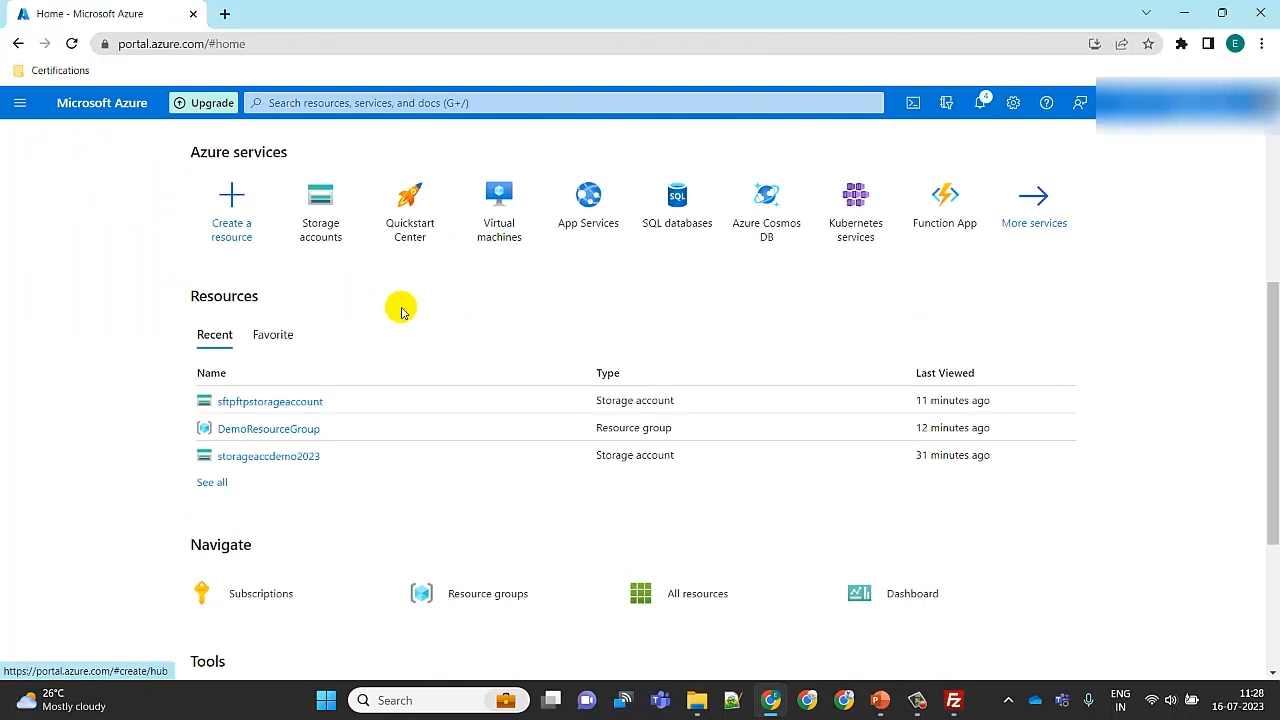 Home - Microsoft Azure
portal.azure.com/#home
E
Certifications
Microsoft Azure
Upgrade
Search resources, services, and docs (G+/)
4
Azure services
Create a resource
Storage accounts
Quickstart Center
Virtual machines
App Services
SQL
SQL databases
Azure Cosmos DB
Kubernetes services
Function App
More services
Resources
Recent
Favorite
Name
Type
Last Viewed
sftpftpstorageaccount
Storage account
11 minutes ago
DemoResourceGroup
Resource group
12 minutes ago
storageaccdemo2023
Storage account
31 minutes ago
See all
Navigate
Subscriptions
Resource groups
All resources
Dashboard
Tools
https://portal.azure.com/#create/hub
26°C
Mostly cloudy
Search
ENG
IN
11:28
16-07-2023